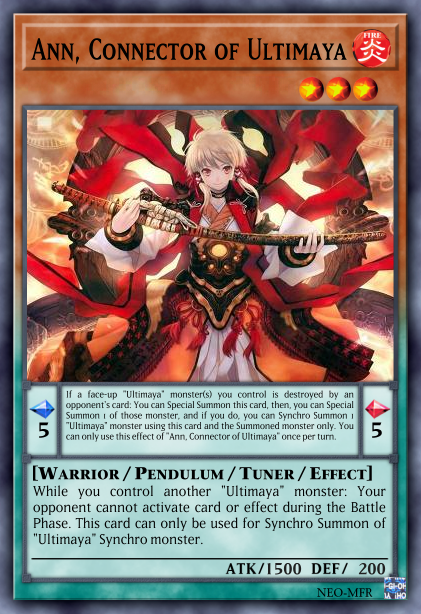 Ann, Connector of Ultimaya
FIRE
炎
If a face-up "Ultimaya" monster(s) you control is destroyed by an
opponent's card: You can Special Summon this card, then, you can Special
Summon 1 of those monster, and if you do, you can Synchro Summon 1
"Ultimaya" monster using this card and the Summoned monster only. You
can only use this effect of "Ann, Connector of Ultimaya" once per turn.
5
5
[Warrior / Pendulum / Tuner / Effect]
While you control another "Ultimaya" monster: Your
opponent cannot activate card or effect during the Battle
Phase. This card can only be used for Synchro Summon of
"Ultimaya" Synchro monster.
ATK/1500 DEF/ 200
NEO-MFR